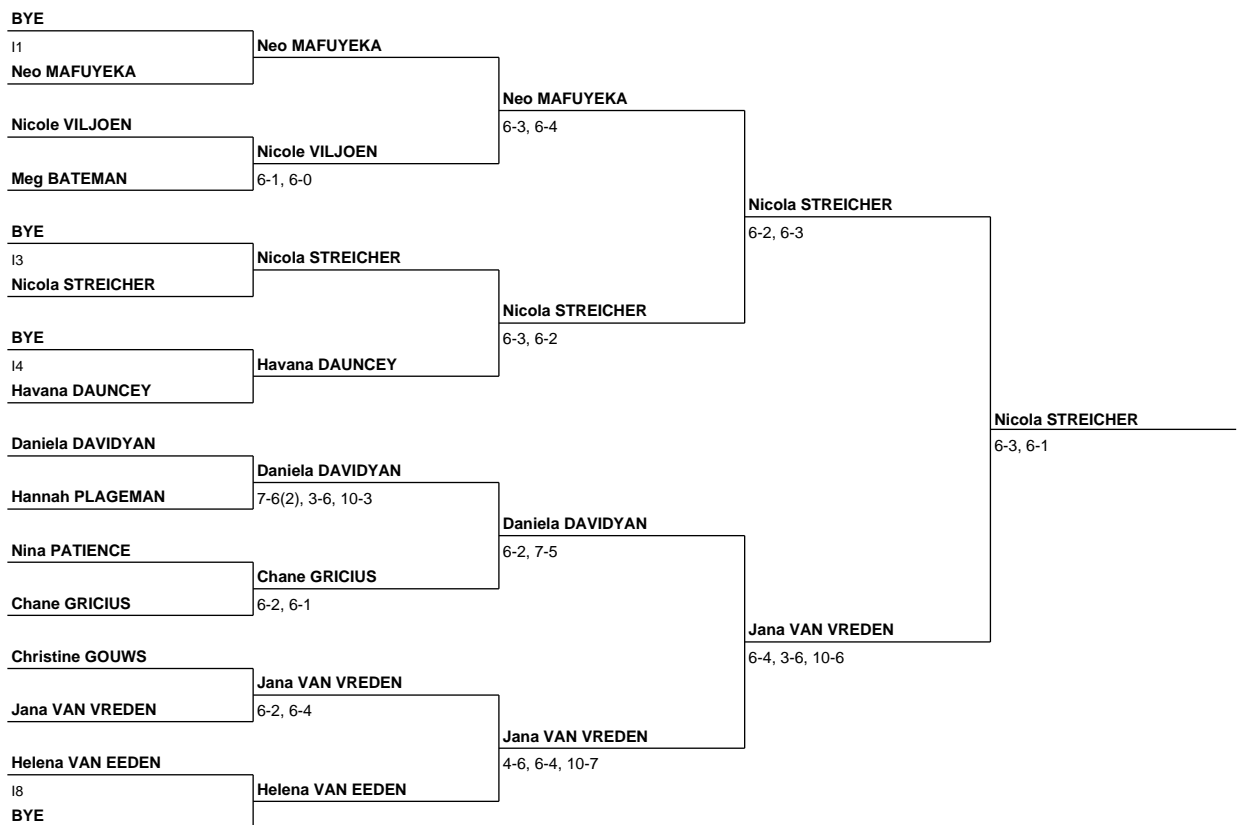 BYE
I1
Neo MAFUYEKA
Neo MAFUYEKA
Neo MAFUYEKA
6-3, 6-4
Nicole VILJOEN
Nicole VILJOEN
Meg BATEMAN
6-1, 6-0
Nicola STREICHER
6-2, 6-3
BYE
I3
Nicola STREICHER
Nicola STREICHER
Nicola STREICHER
6-3, 6-2
BYE
I4
Havana DAUNCEY
Havana DAUNCEY
Nicola STREICHER
6-3, 6-1
Daniela DAVIDYAN
Daniela DAVIDYAN
Hannah PLAGEMAN
7-6(2), 3-6, 10-3
Daniela DAVIDYAN
6-2, 7-5
Nina PATIENCE
Chane GRICIUS
Chane GRICIUS
6-2, 6-1
Jana VAN VREDEN
6-4, 3-6, 10-6
Christine GOUWS
Jana VAN VREDEN
Jana VAN VREDEN
6-2, 6-4
Jana VAN VREDEN
4-6, 6-4, 10-7
Helena VAN EEDEN
I8
Helena VAN EEDEN
BYE